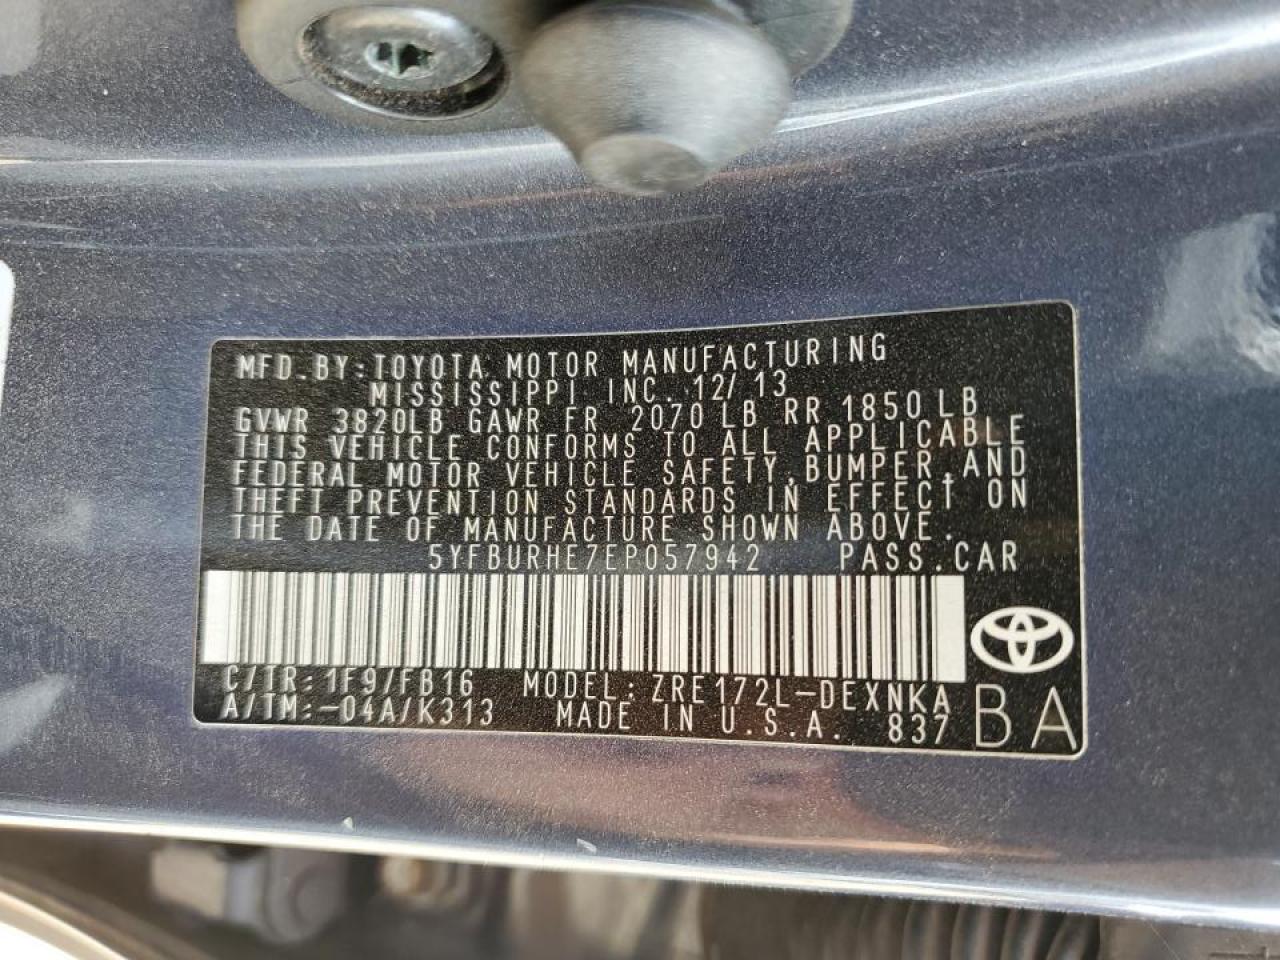 MFD.BY:TOYOTA MOTOR MANUFACTURING
MISSISSIPPI INC. 12/13
GVWR 3820LB GAWR FR 2070 LB RR 1850 LB
THIS VEHICLE CONFORMS TO ALL APPLICABLE
FEDERAL MOTOR VEHICLE SAFETY,BUMPER,AND
THEFT PREVENTION STANDARDS IN EFFECT ON
THE DATE OF MANUFACTURE SHOWN ABOVE.
5YFBURHE7EP057942 PASS.CAR
C/TR:1F9/FB16 MODEL:ZRE172L-DEXNKA
A/TM:-04A/K313 MADE IN U.S.A. 837
BA